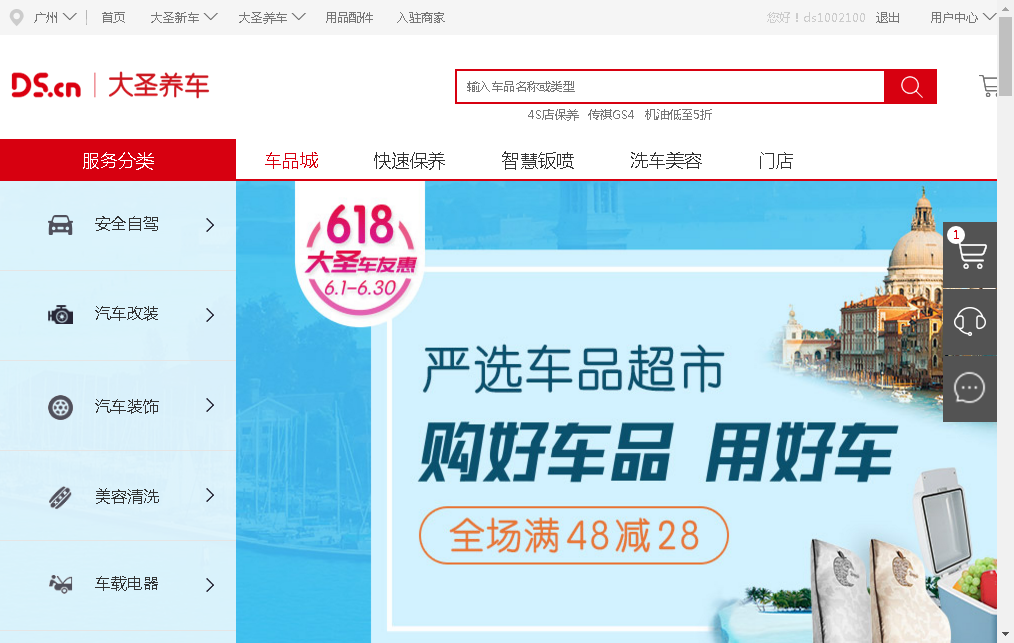 广州 首页 大圣新车 大圣养车 用品配件 入驻商家 您好！ds1002100 退出 用户中心
DS.cn 大圣养车
输入车品名称或类型
4S店保养 传祺GS4 机油低至5折
服务分类 车品城 快速保养 智慧钣喷 洗车美容 门店
安全自驾
汽车改装
汽车装饰
美容清洗
车载电器
618
大圣车友惠
6.1-6.30
严选车品超市
购好车品 用好车
全场满48减28
1